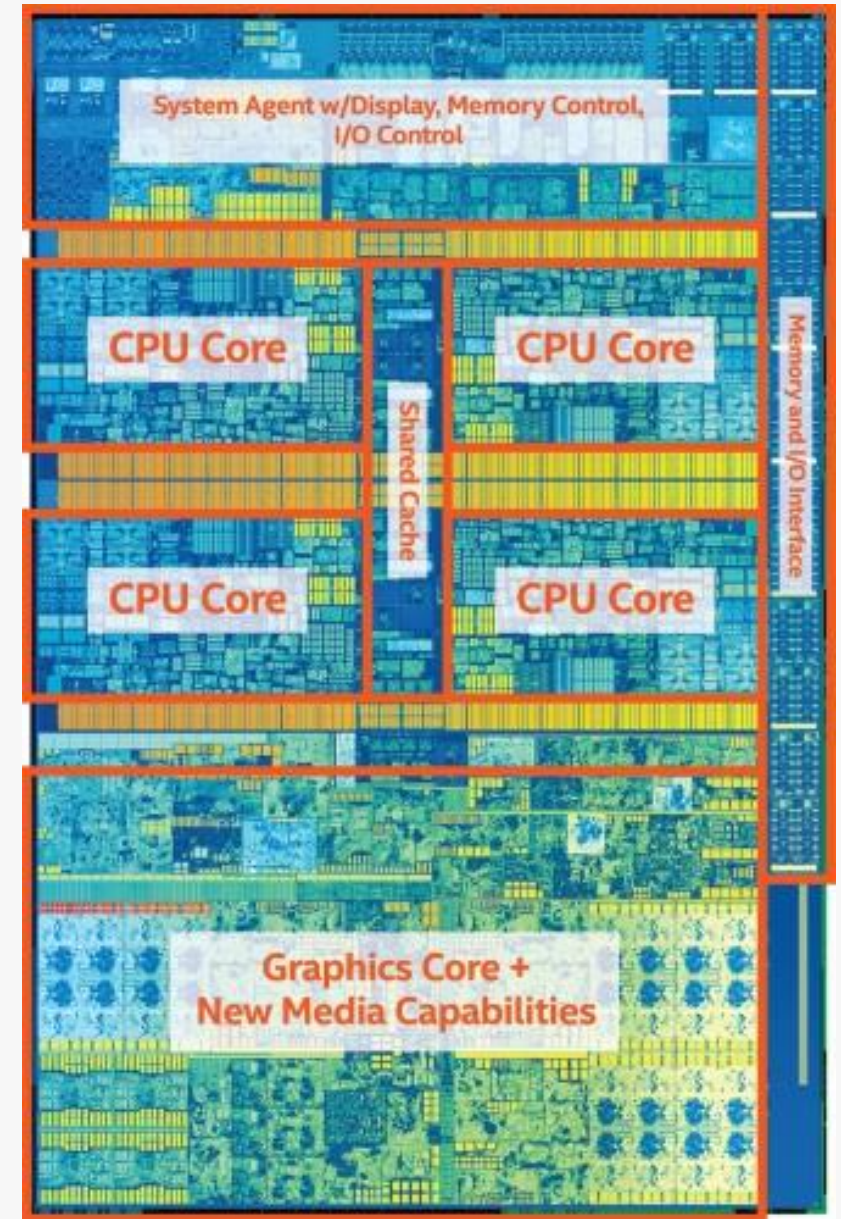 System Agent w/Display, Memory Control,
I/O Control
CPU Core
CPU Core
Shared Cache
Memory and I/O Interface
CPU Core
CPU Core
Graphics Core +
New Media Capabilities